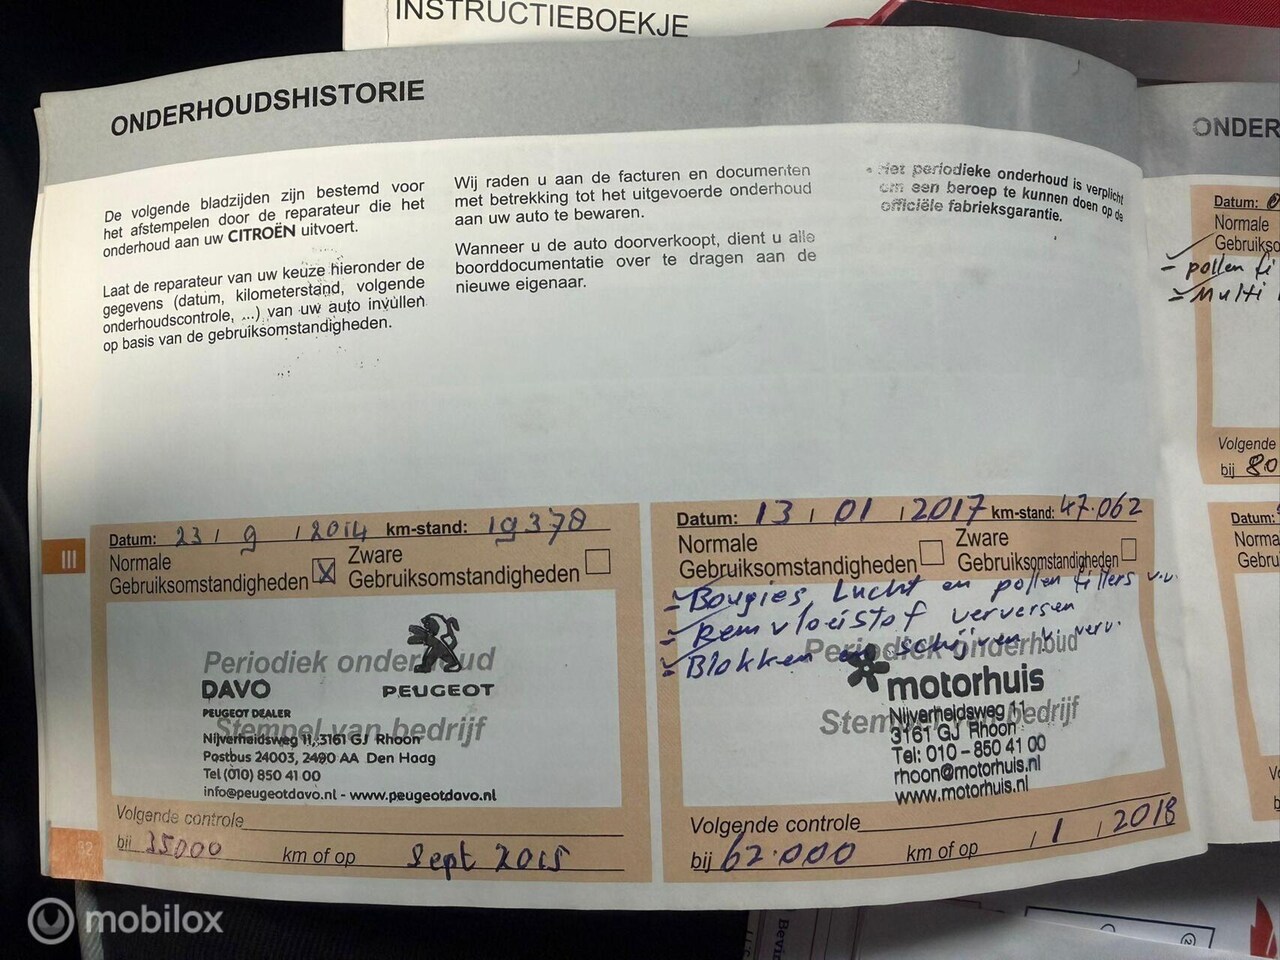 INSTRUCTIEBOEKJE
ONDERHOUDSHISTORIE
De volgende bladzijden zijn bestemd voor
het afstempelen door de reparateur die het
onderhoud aan uw CITROËN uitvoert.
Laat de reparateur van uw keuze hieronder de
gegevens (datum, kilometerstand, volgende
onderhoudscontrole, ...) van uw auto invullen
op basis van de gebruiksomstandigheden.
Wij raden u aan de facturen en documenten
met betrekking tot het uitgevoerde onderhoud
aan uw auto te bewaren.
Wanneer u de auto doorverkoopt, dient u alle
boorddocumentatie over te dragen aan de
nieuwe eigenaar.
Het periodieke onderhoud is verplicht
om een beroep te kunnen doen op de
officiële fabrieksgarantie.
III
Datum: 23 / 9 / 2014 km-stand: 19378
Normale
Gebruiksomstandigheden
Zware
Gebruiksomstandigheden
Periodiek onderhoud
DAVO PEUGEOT
PEUGEOT DEALER
Stempel van bedrijf
Nijverheidsweg 11, 3161 GJ Rhoon
Postbus 24003, 2490 AA Den Haag
Tel (010) 850 41 00
info@peugeotdavo.nl - www.peugeotdavo.nl
Volgende controle
bij 35000 km of op Sept 2015
32
Datum: 13 / 01 / 2017 km-stand: 47.062
Normale
Gebruiksomstandigheden
Zware
Gebruiksomstandigheden
- Bougies, Lucht en pollen filters v.v.
- Remvloeistof verversen
- Blokken en schijven v. verv.
Periodiek onderhoud
motorhuis
Stempel van bedrijf
Nijverheidsweg 11
3161 GJ Rhoon
Tel: 010 - 850 41 00
rhoon@motorhuis.nl
www.motorhuis.nl
Volgende controle
bij 62.000 km of op / 1 / 2018
ONDER
Datum:
Normale
Gebruikso
- pollen fi
- Multi
Volgende
bij 80
Datum:
Norma
Gebru
mobilox